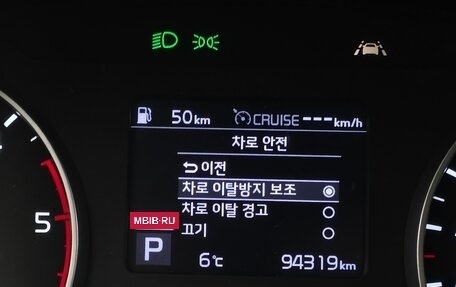 50km CRUISE ---km/h
차로 안전
이전
차로 이탈방지 보조
차로 이탈 경고
끄기
MBIB.RU
5
P
6℃ 94319km